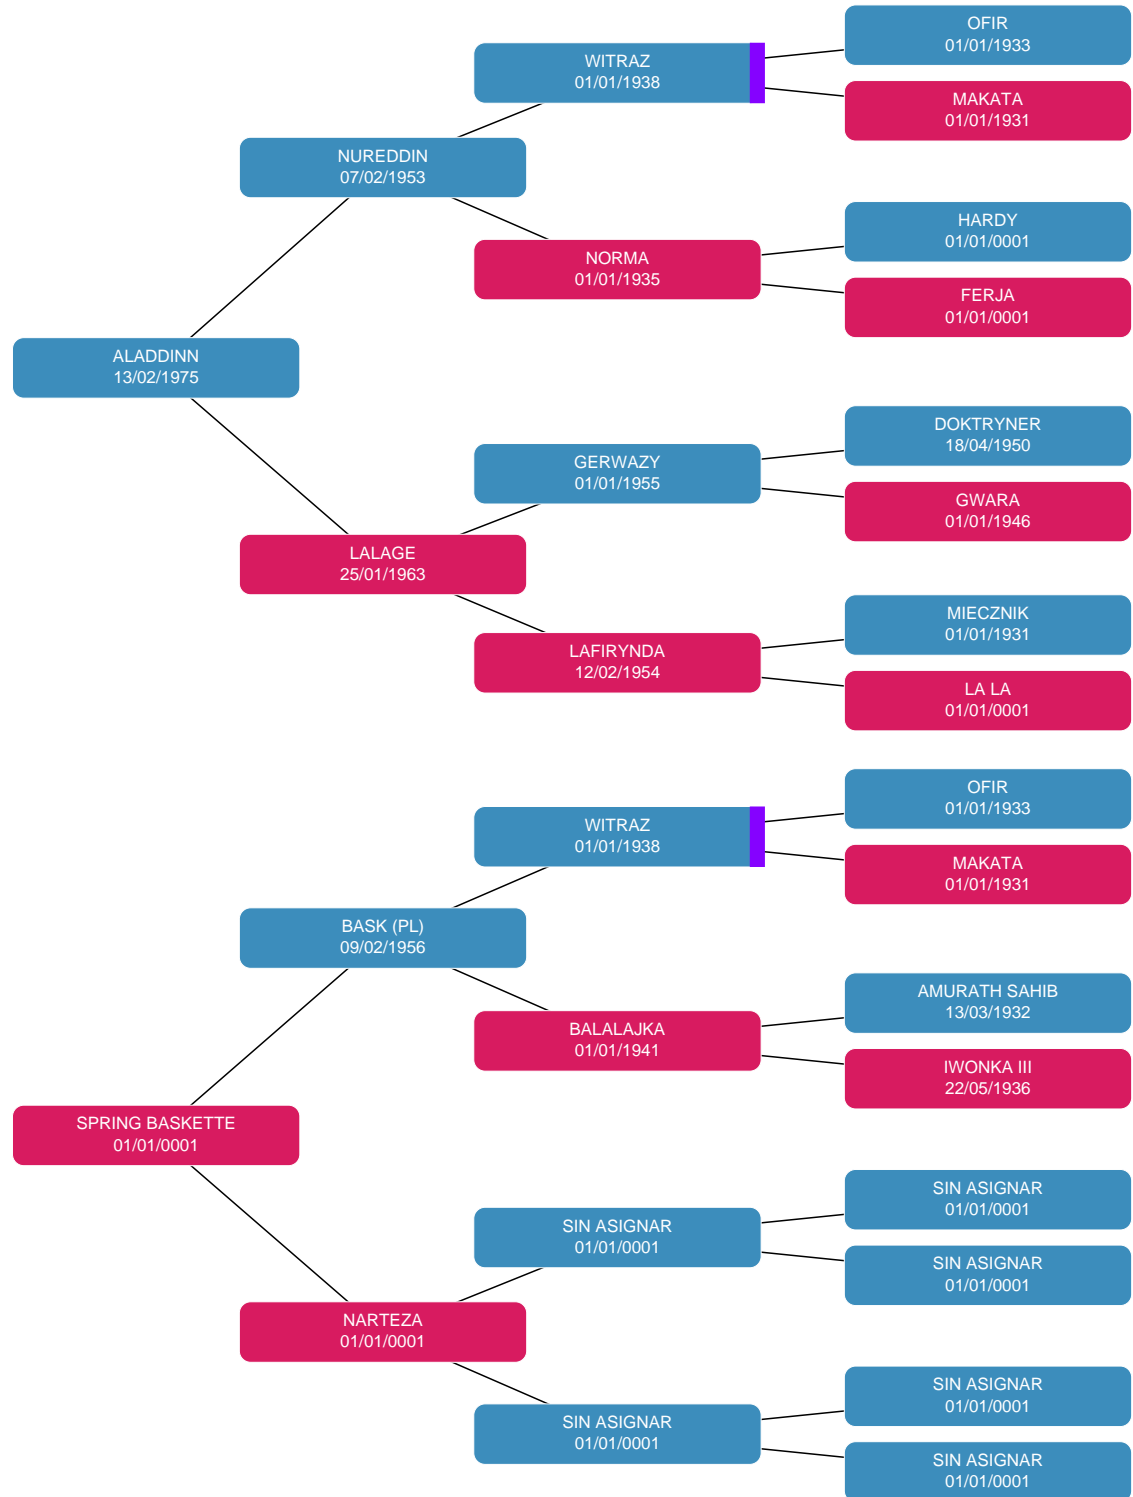 OFIR
01/01/1933
WITRAZ
01/01/1938
MAKATA
01/01/1931
NUREDDIN
07/02/1953
HARDY
01/01/0001
NORMA
01/01/1935
FERJA
01/01/0001
ALADDINN
13/02/1975
DOKTRYNER
18/04/1950
GERWAZY
01/01/1955
GWARA
01/01/1946
LALAGE
25/01/1963
MIECZNIK
01/01/1931
LAFIRYNDA
12/02/1954
LA LA
01/01/0001
OFIR
01/01/1933
WITRAZ
01/01/1938
MAKATA
01/01/1931
BASK (PL)
09/02/1956
AMURATH SAHIB
13/03/1932
BALALAJKA
01/01/1941
IWONKA III
22/05/1936
SPRING BASKETTE
01/01/0001
SIN ASIGNAR
01/01/0001
SIN ASIGNAR
01/01/0001
SIN ASIGNAR
01/01/0001
NARTEZA
01/01/0001
SIN ASIGNAR
01/01/0001
SIN ASIGNAR
01/01/0001
SIN ASIGNAR
01/01/0001